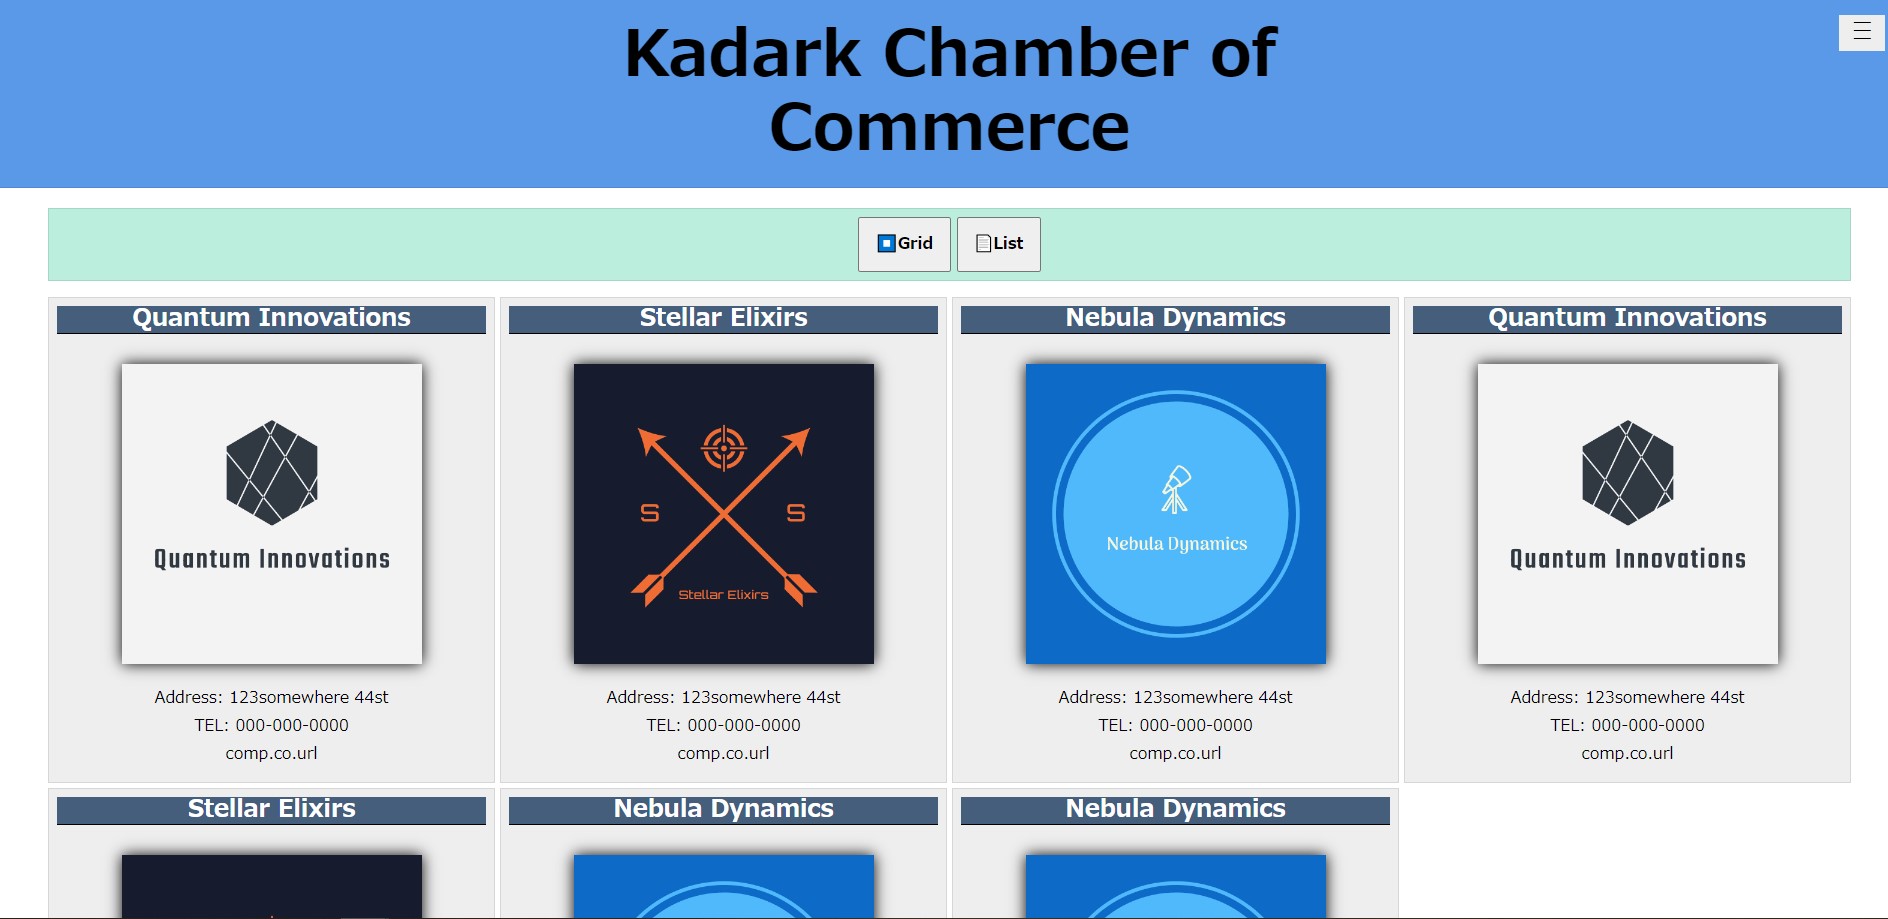 Kadark Chamber of
Commerce
Grid
List
Quantum Innovations
Stellar Elixirs
Nebula Dynamics
Quantum Innovations
Quantum Innovations
S S
Stellar Elixirs
Nebula Dynamics
Quantum Innovations
Address: 123somewhere 44st
TEL: 000-000-0000
comp.co.url
Address: 123somewhere 44st
TEL: 000-000-0000
comp.co.url
Address: 123somewhere 44st
TEL: 000-000-0000
comp.co.url
Address: 123somewhere 44st
TEL: 000-000-0000
comp.co.url
Stellar Elixirs
Nebula Dynamics
Nebula Dynamics